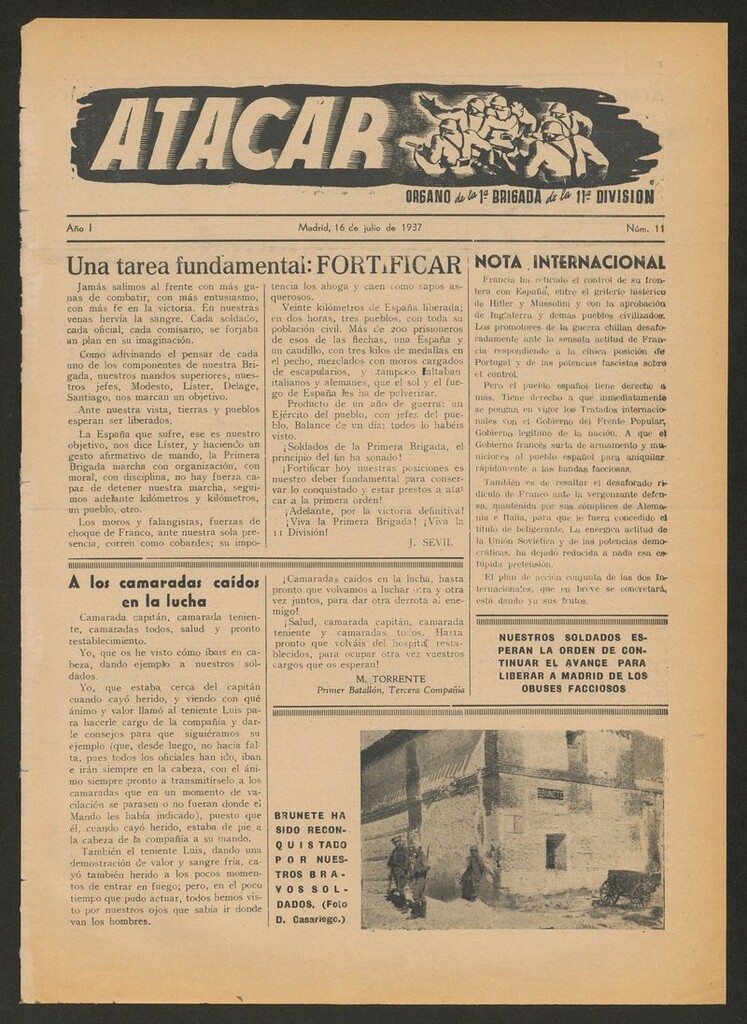 ATACAR
ORGANO de la 1ª BRIGADA de la 11ª DIVISION
Año I
Madrid, 16 de julio de 1937
Núm. 11
Una tarea fundamental: FORTIFICAR
Jamás salimos al frente con más ga-
nas de combatir, con más entusiasmo,
con más fe en la victoria. En nuestras
venas hervía la sangre. Cada soldado,
cada oficial, cada comisario, se forjaba
un plan en su imaginación.
Como adivinando el pensar de cada
uno de los componentes de nuestra Bri-
gada, nuestros mandos superiores, nues-
tros jefes, Modesto, Líster, Delage,
Santiago, nos marcan un objetivo.
Ante nuestra vista, tierras y pueblos
esperan ser liberados.
La España que sufre, ese es nuestro
objetivo, nos dice Líster, y haciendo un
gesto afirmativo de mando, la Primera
Brigada marcha con organización, con
moral, con disciplina, no hay fuerza ca-
paz de detener nuestra marcha, segui-
mos adelante kilómetros y kilómetros,
un pueblo, otro.
Los moros y falangistas, fuerzas de
choque de Franco, ante nuestra sola pre-
sencia, corren como cobardes; su impo-
tencia los ahoga y caen como sapos as-
querosos.
Veinte kilómetros de España liberada;
en dos horas, tres pueblos, con toda su
población civil. Más de 200 prisioneros
de esos de las flechas, una España y
un caudillo, con tres kilos de medallas en
el pecho, mezclados con moros cargados
de escapularios, y tampoco faltaban
italianos y alemanes, que el sol y el fue-
go de España les ha de pulverizar.
Producto de un año de guerra: un
Ejército del pueblo, con jefes del pue-
blo. Balance de un día; todos lo habéis
visto.
¡Soldados de la Primera Brigada, el
principio del fin ha sonado!
¡Fortificar hoy nuestras posiciones es
nuestro deber fundamental para conser-
var lo conquistado y estar prestos a ata-
car a la primera orden!
¡Adelante, por la victoria definitiva!
¡Viva la Primera Brigada! ¡Viva la
11 División!
J. SEVIL
NOTA INTERNACIONAL
Francia ha retirado el control de su fron-
tera con España, entre el griterío histérico
de Hitler y Mussolini y con la aprobación
de Inglaterra y demás pueblos civilizados.
Los promotores de la guerra chillan desafo-
radamente ante la sensata actitud de Fran-
cia respondiendo a la cínica posición de
Portugal y de las potencias fascistas sobre
el control.
Pero el pueblo español tiene derecho a
más. Tiene derecho a que inmediatamente
se pongan en vigor los Tratados internacio-
nales con el Gobierno del Frente Popular,
Gobierno legítimo de la nación. A que el
Gobierno francés surta de armamento y mu-
niciones al pueblo español para aniquilar
rápidamente a las bandas facciosas.
También es de resaltar el desaforado ri-
dículo de Franco ante la vergonzante defen-
sa, mantenida por sus cómplices de Alema-
nia e Italia, para que le fuera concedido el
título de beligerante. La enérgica actitud de
la Unión Soviética y de las potencias demo-
cráticas, ha dejado reducida a nada esa es-
túpida pretensión.
El plan de acción conjunta de las dos In-
ternacionales, que en breve se concretará,
está dando ya sus frutos.
NUESTROS SOLDADOS ES-
PERAN LA ORDEN DE CON-
TINUAR EL AVANCE PARA
LIBERAR A MADRID DE LOS
OBUSES FACCIOSOS
A los camaradas caídos
en la lucha
Camarada capitán, camarada tenien-
te, camaradas todos, salud y pronto
restablecimiento.
Yo, que os he visto cómo íbais en ca-
beza, dando ejemplo a nuestros sol-
dados.
Yo, que estaba cerca del capitán
cuando cayó herido, y viendo con qué
ánimo y valor llamó al teniente Luis pa-
ra hacerle cargo de la compañía y dar-
le consejos para que siguiéramos su
ejemplo (que, desde luego, no hacía fal-
ta, pues todos los oficiales han ido, iban
e irán siempre en la cabeza, con el áni-
mo siempre pronto a transmitírselo a los
camaradas que en un momento de va-
cilación se parasen o no fueran donde el
Mando les había indicado), puesto que
él, cuando cayó herido, estaba de pie a
la cabeza de la compañía a su mando.
También el teniente Luis, dando una
demostración de valor y sangre fría, ca-
yó también herido a los pocos momen-
tos de entrar en fuego; pero, en el poco
tiempo que pudo actuar, todos hemos vis-
to por nuestros ojos que sabía ir donde
van los hombres.
¡Camaradas caídos en la lucha, hasta
pronto que volvamos a luchar otra y otra
vez juntos, para dar otra derrota al ene-
migo!
¡Salud, camarada capitán, camarada
teniente y camaradas todos. Hasta
pronto que volváis del hospital resta-
blecidos, para ocupar otra vez vuestros
cargos que os esperan!
M. TORRENTE
Primer Batallón, Tercera Compañía
BRUNETE HA
SIDO RECON-
QUISTADO
POR NUES-
TROS BRA-
VOS SOL-
DADOS. (Foto
D. Casariego.)
BRUNETE